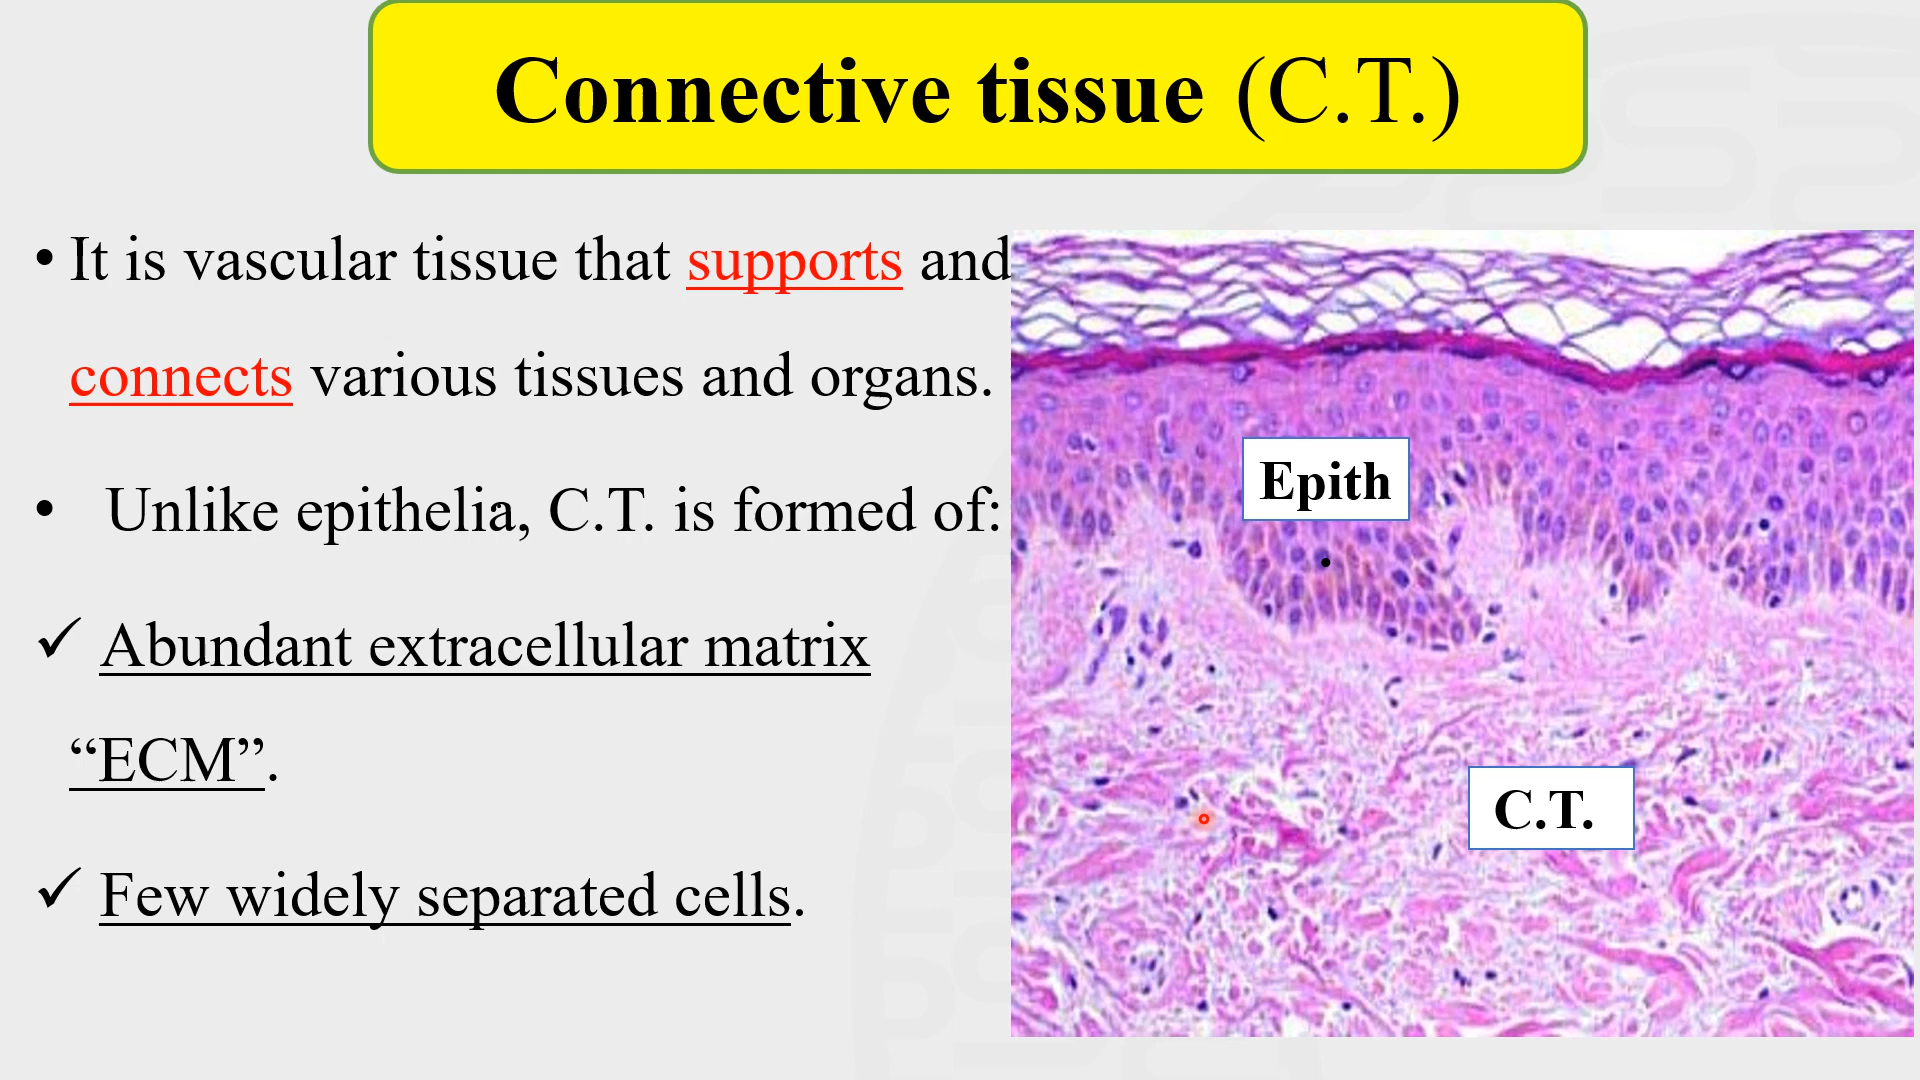 Connective tissue (C.T.)
• It is vascular tissue that supports and
connects various tissues and organs.
• Unlike epithelia, C.T. is formed of:
✓ Abundant extracellular matrix
“ECM”.
✓ Few widely separated cells.
Epith
C.T.